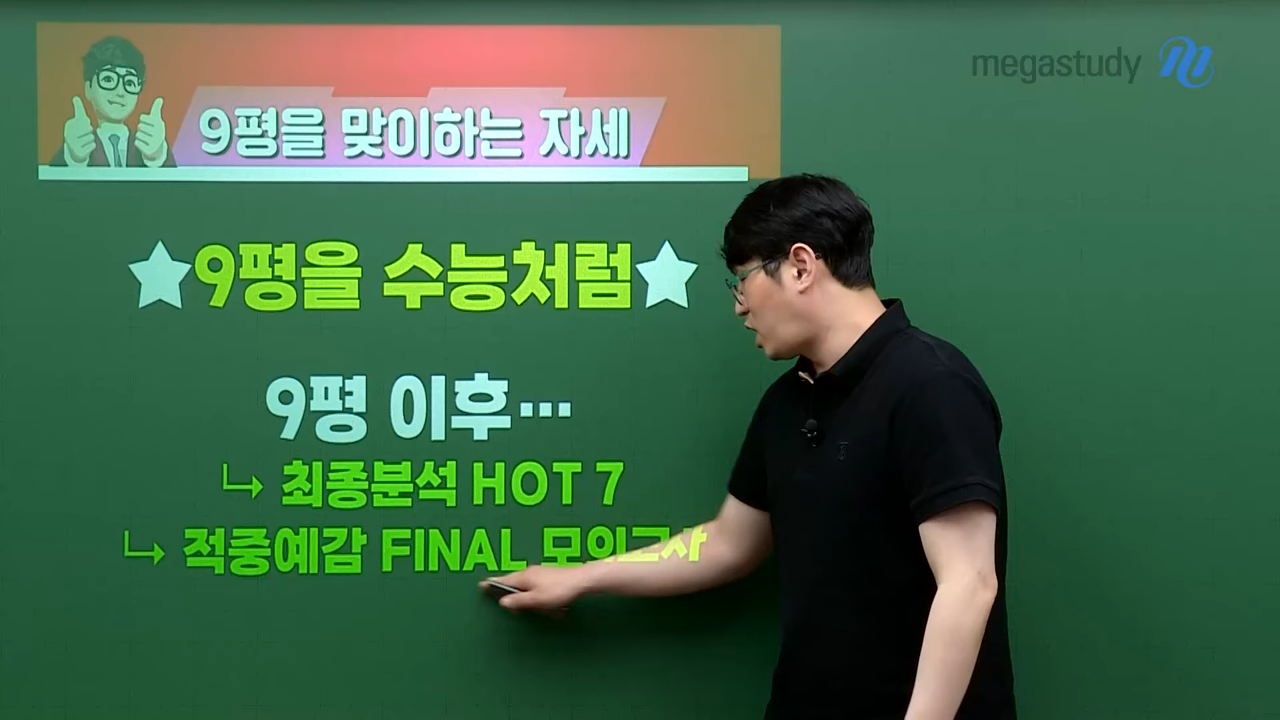 megastudy
9평을 맞이하는 자세
★9평을 수능처럼★
9평 이후…
↳ 최종분석 HOT 7
↳ 적중예감 FINAL 모의고사